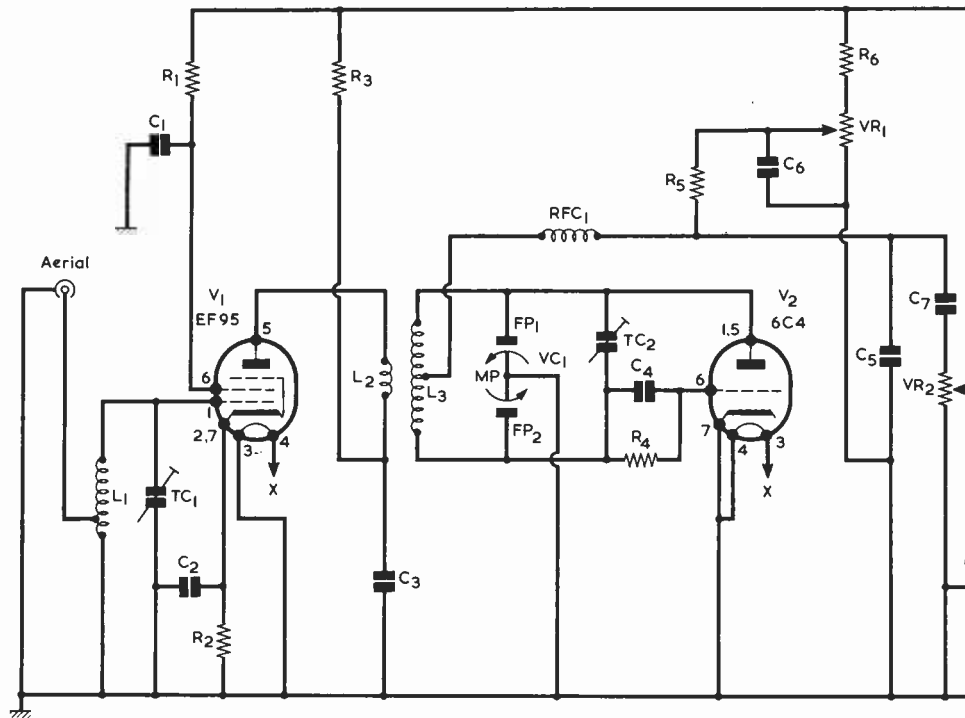 R1
R3
R6
C1
VR1
C6
R5
RFC1
Aerial
V1
EF95
5
6
1
2,7
3
4
X
L1
TC1
C2
R2
L2
C3
L3
FP1
MP
VC1
FP2
TC2
C4
R4
V2
6C4
1,5
6
7
4
3
X
C7
C5
VR2